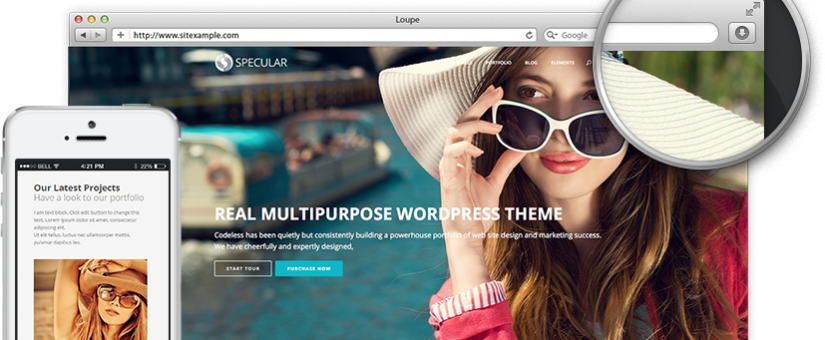 Loupe
http://www.sitexample.com
Google
SPECULAR
PORTFOLIO BLOG ELEMENTS
REAL MULTIPURPOSE WORDPRESS THEME
Codeless has been quietly but consistently building a powerhouse portfolio of web site design and marketing success.
We have cheerfully and expertly designed,
START TOUR PURCHASE NOW
BELL 4:21 PM 22%
Our Latest Projects
Have a look to our portfolio
I am text block. Click edit button to change this
text. Lorem ipsum dolor sit amet, consectetur
adipiscing elit.
Ut elit tellus, luctus nec ullamcorper mattis,
pulvinar dapibus leo.